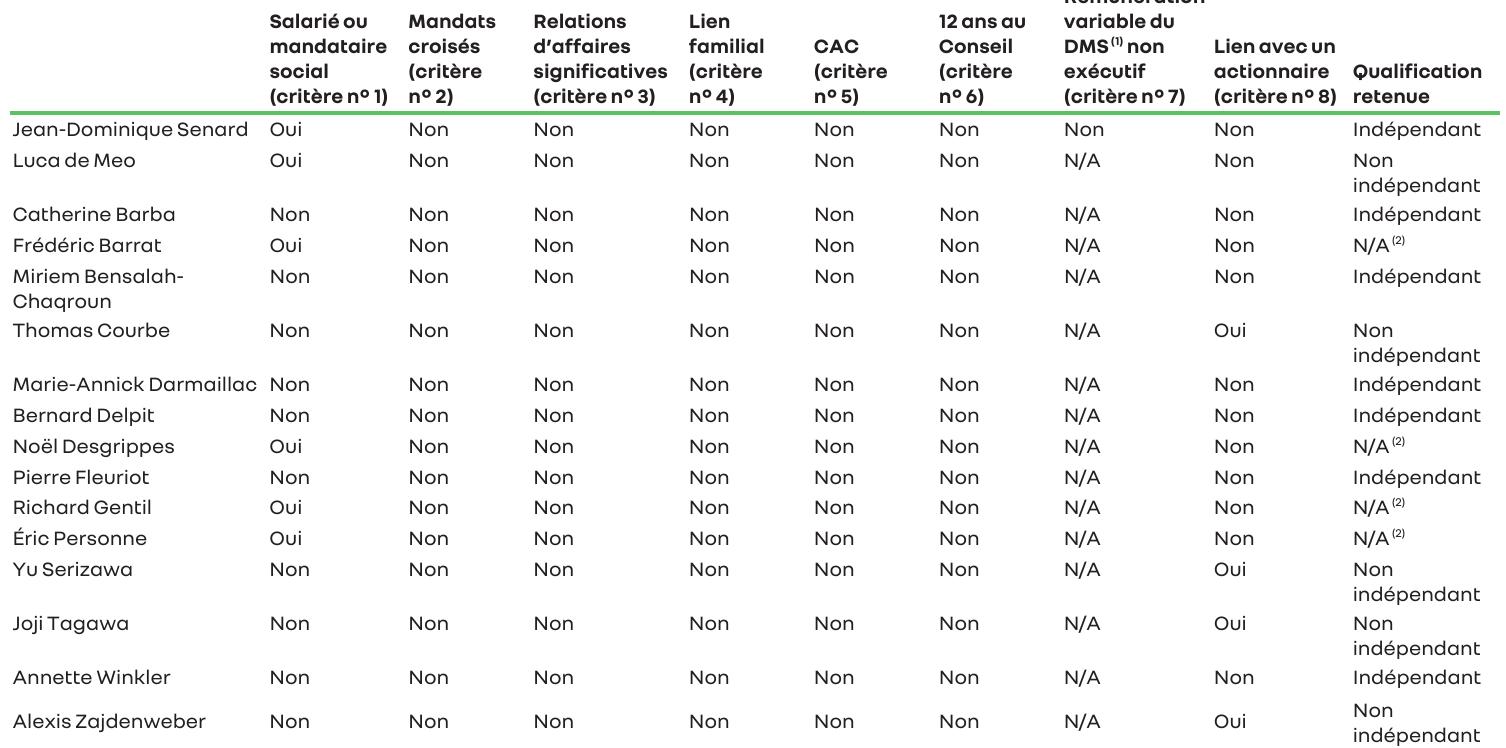 Salarié ou mandataire social (critère nº 1) Mandats croisés (critère nº 2) Relations d’affaires significatives (critère nº 3) Lien familial (critère nº 4) CAC (critère nº 5) 12 ans au Conseil (critère nº 6) Rémunération variable du DMS (1) non exécutif (critère nº 7) Lien avec un actionnaire (critère nº 8) Qualification retenue
Jean-Dominique Senard Oui Non Non Non Non Non Non Non Indépendant
Luca de Meo Oui Non Non Non Non Non N/A Non Non indépendant
Catherine Barba Non Non Non Non Non Non N/A Non Indépendant
Frédéric Barrat Oui Non Non Non Non Non N/A Non N/A (2)
Miriem Bensalah-Chaqroun Non Non Non Non Non Non N/A Non Indépendant
Thomas Courbe Non Non Non Non Non Non N/A Oui Non indépendant
Marie-Annick Darmaillac Non Non Non Non Non Non N/A Non Indépendant
Bernard Delpit Non Non Non Non Non Non N/A Non Indépendant
Noël Desgrippes Oui Non Non Non Non Non N/A Non N/A (2)
Pierre Fleuriot Non Non Non Non Non Non N/A Non Indépendant
Richard Gentil Oui Non Non Non Non Non N/A Non N/A (2)
Éric Personne Oui Non Non Non Non Non N/A Non N/A (2)
Yu Serizawa Non Non Non Non Non Non N/A Oui Non indépendant
Joji Tagawa Non Non Non Non Non Non N/A Oui Non indépendant
Annette Winkler Non Non Non Non Non Non N/A Non Indépendant
Alexis Zajdenweber Non Non Non Non Non Non N/A Oui Non indépendant